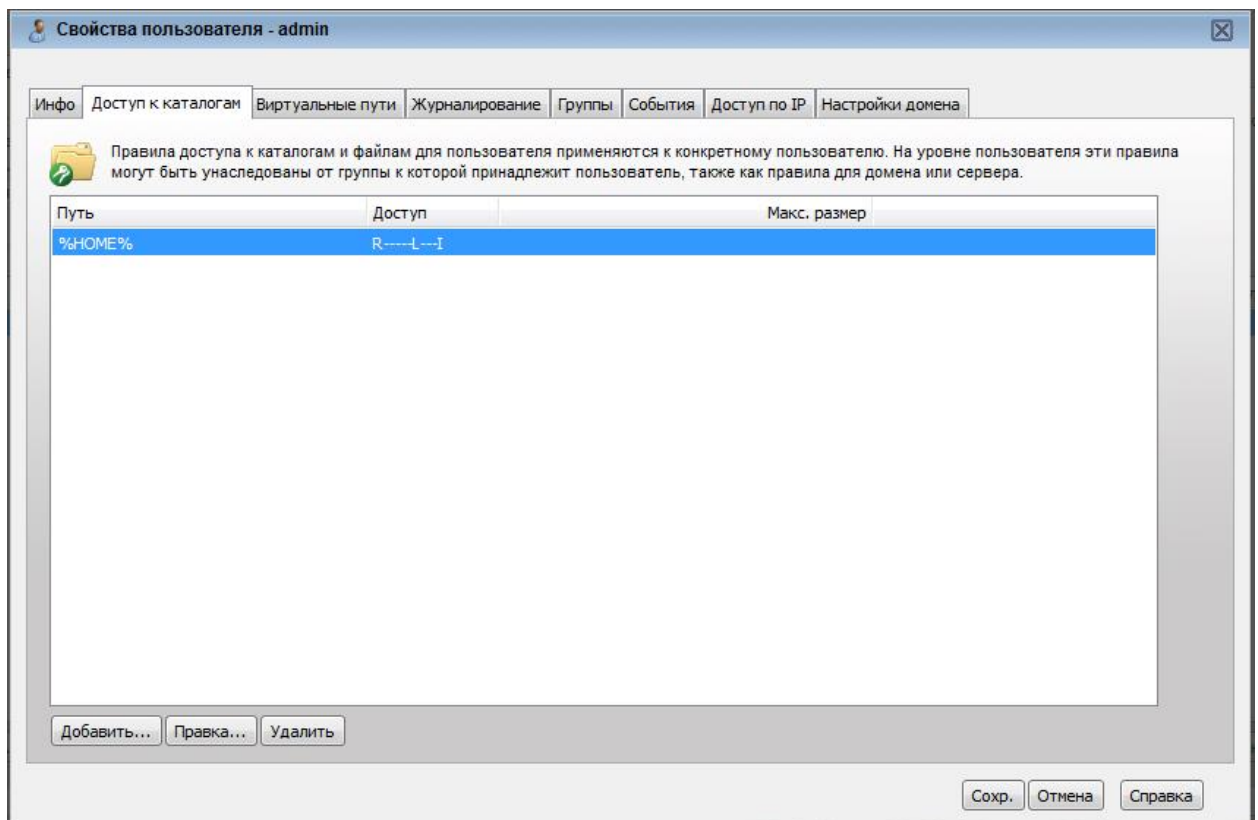 Свойства пользователя - admin
Инфо Доступ к каталогам Виртуальные пути Журналирование Группы События Доступ по IP Настройки домена
Правила доступа к каталогам и файлам для пользователя применяются к конкретному пользователю. На уровне пользователя эти правила
могут быть унаследованы от группы к которой принадлежит пользователь, также как правила для домена или сервера.
Путь Доступ Макс. размер
%HOME% R-----L---I
Добавить... Правка... Удалить
Сохр. Отмена Справка